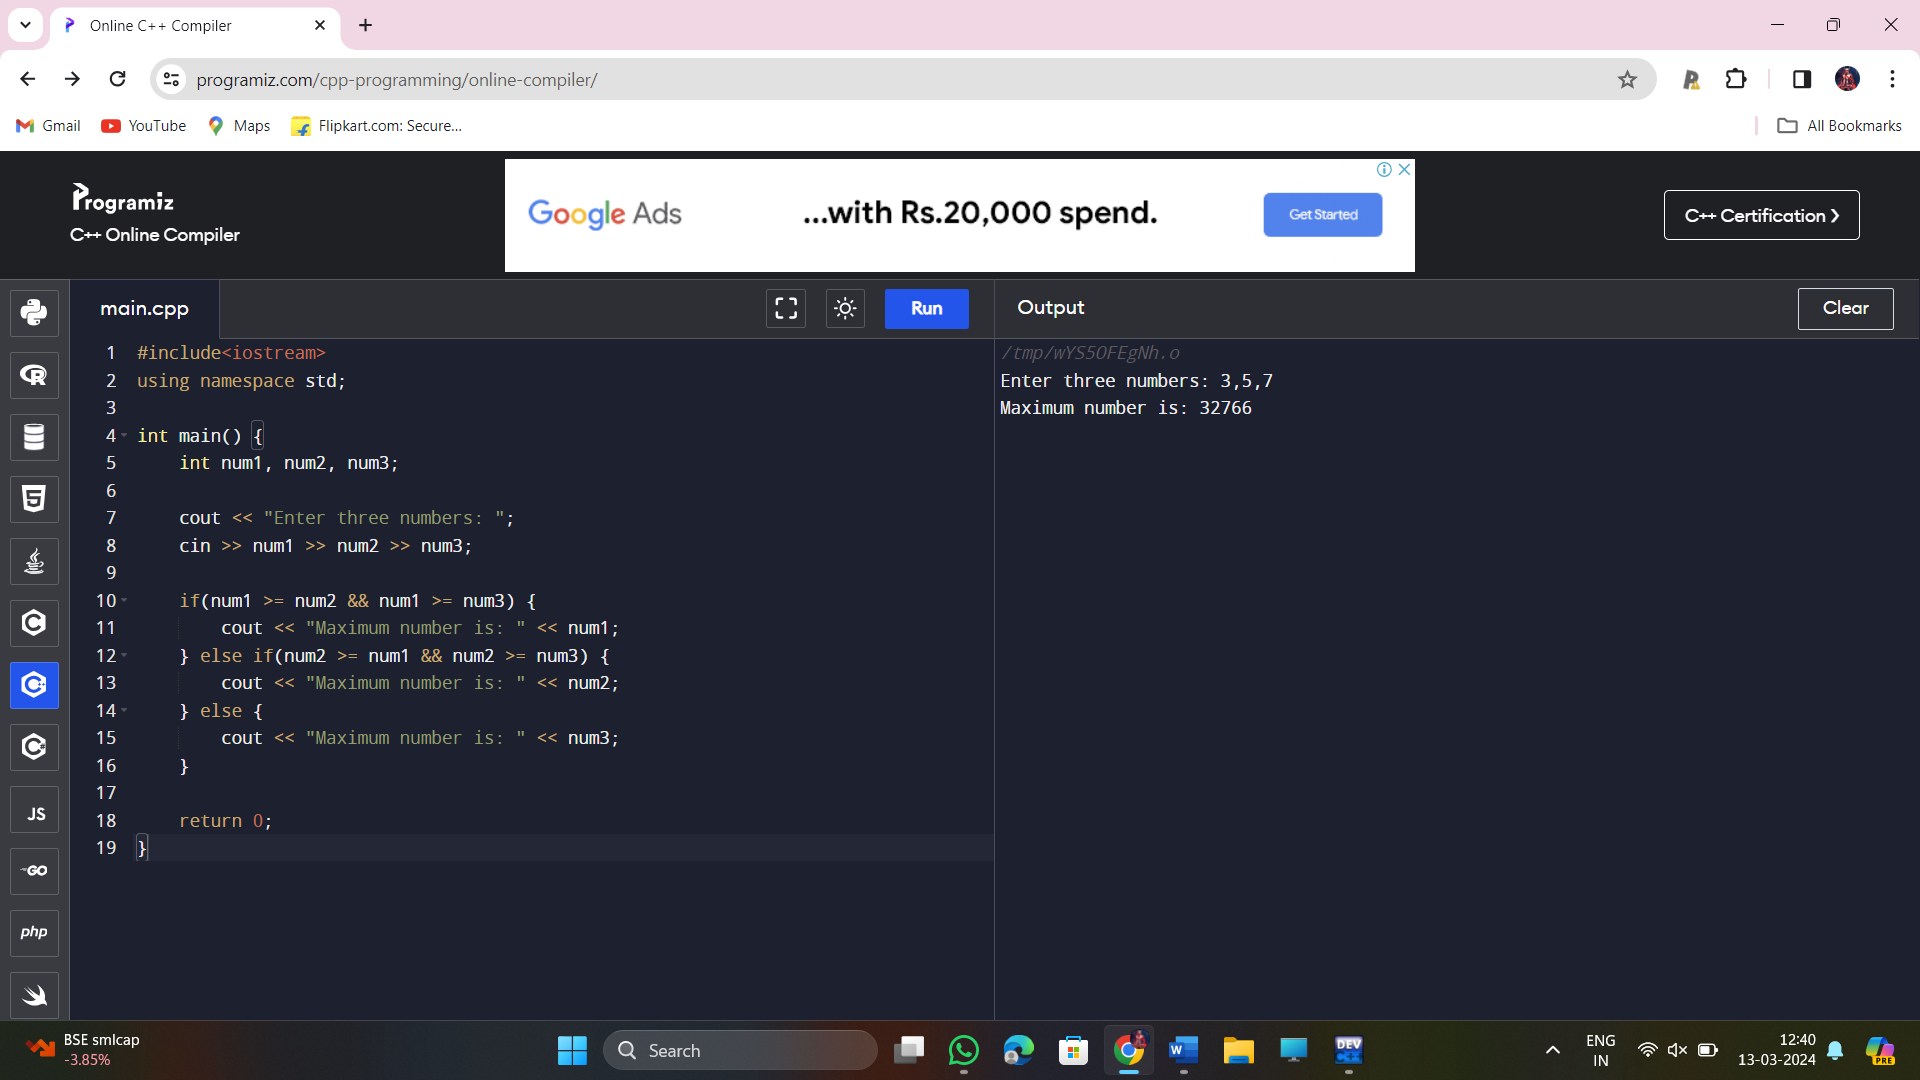 Online C++ Compiler
programiz.com/cpp-programming/online-compiler/
Gmail YouTube Maps Flipkart.com: Secure... All Bookmarks
Programiz
C++ Online Compiler
Google Ads ...with Rs.20,000 spend. Get Started
C++ Certification >
main.cpp Run Output Clear
1 #include<iostream>
2 using namespace std;
3
4 int main() {
5     int num1, num2, num3;
6
7     cout << "Enter three numbers: ";
8     cin >> num1 >> num2 >> num3;
9
10     if(num1 >= num2 && num1 >= num3) {
11         cout << "Maximum number is: " << num1;
12     } else if(num2 >= num1 && num2 >= num3) {
13         cout << "Maximum number is: " << num2;
14     } else {
15         cout << "Maximum number is: " << num3;
16     }
17
18     return 0;
19 }
/tmp/wYS5OFEgNh.o
Enter three numbers: 3,5,7
Maximum number is: 32766
R
5
C
C+
C#
JS
GO
php
BSE smlcap
-3.85%
Search
W
DEV
C++
ENG
IN
12:40
13-03-2024
PRE